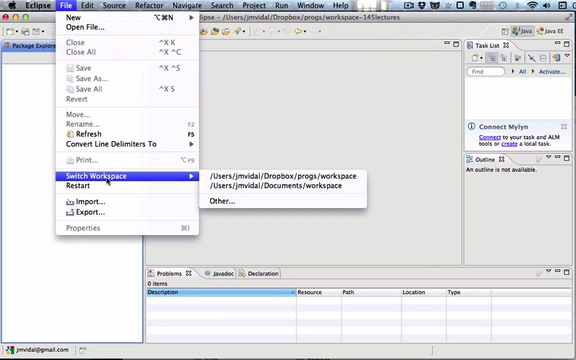 Eclipse File Edit Source Refactor Navigate Search Project Run Window
Eclipse - /Users/jmvidal/Dropbox/progs/workspace-145lectures
Java Java EE
Package Explore
New ⌥⌘N
Open File...
Close ^X K
Close All ^X ^C
Save ^X ^S
Save As...
Save All ^X S
Revert
Move...
Rename... F2
Refresh F5
Convert Line Delimiters To
Print... ⌥F9
Switch Workspace
Restart
Import...
Export...
Properties ⌘I
/Users/jmvidal/Dropbox/progs/workspace
/Users/jmvidal/Documents/workspace
Other...
Task List
Find All Activate...
Connect Mylyn
Connect to your task and ALM
tools or create a local task.
Outline
An outline is not available.
Problems Javadoc Declaration
0 items
Description Resource Path Location Type
jmvidal@gmail.com